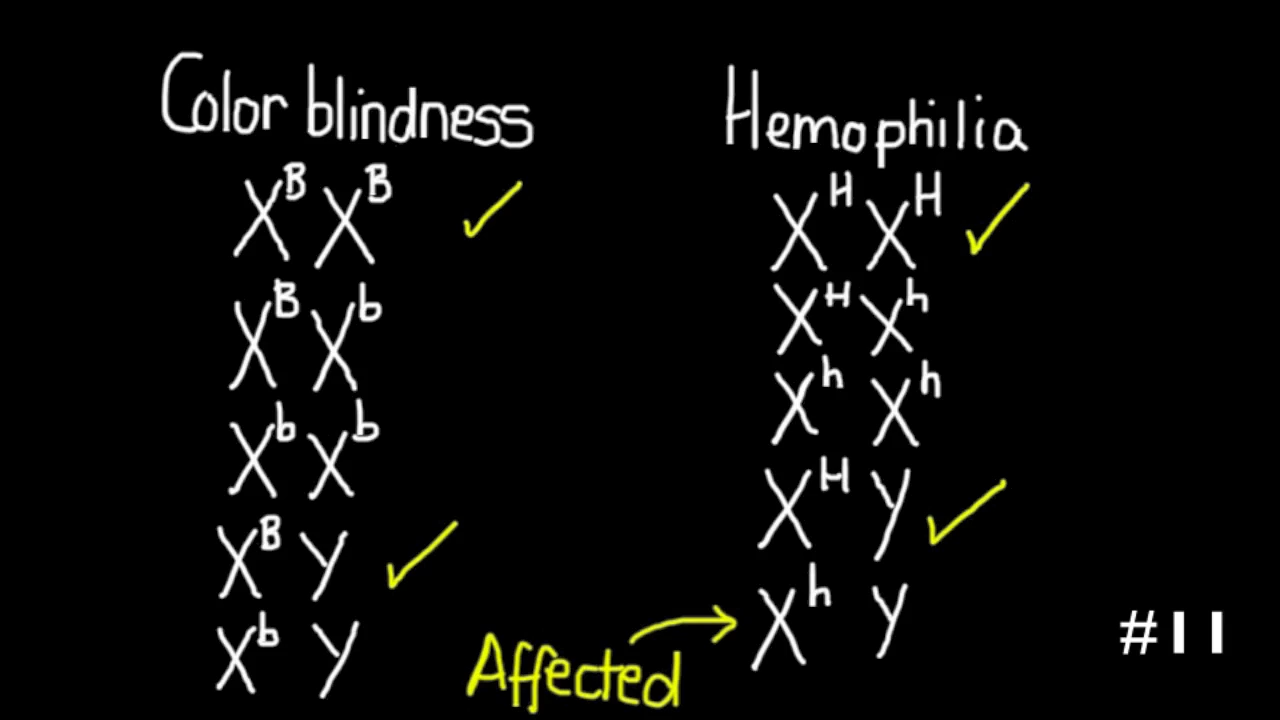 Color blindness
X^B X^B ✓
X^B X^b
X^b X^b
X^B Y ✓
X^b Y
Hemophilia
X^H X^H ✓
X^H X^h
X^h X^h
X^H Y ✓
X^h Y
Affected →
#11